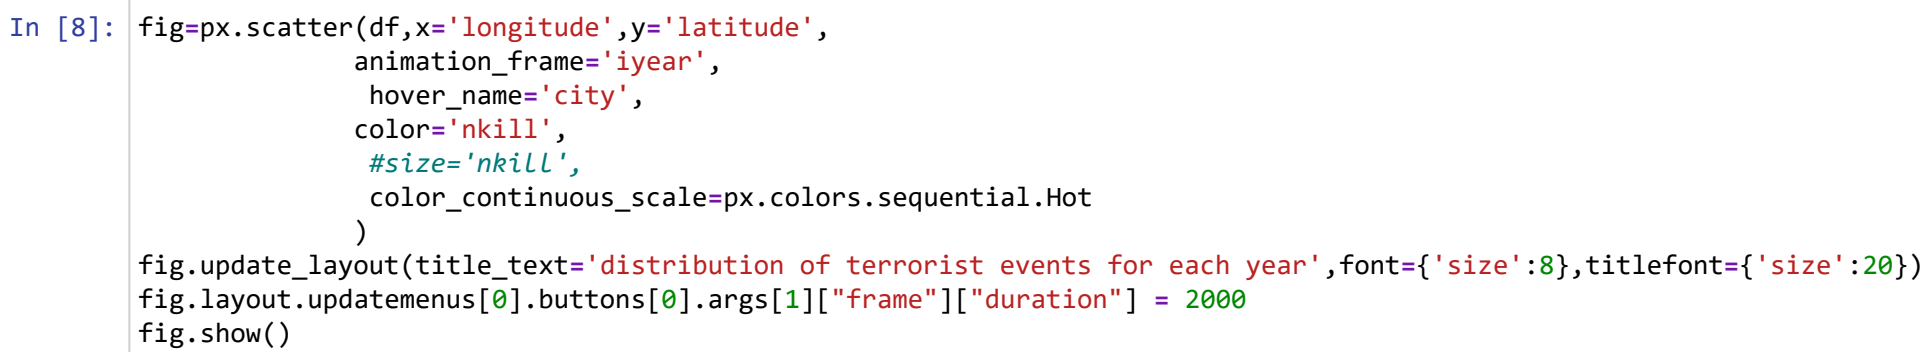 In [8]: fig=px.scatter(df,x='longitude',y='latitude',
              animation_frame='iyear',
               hover_name='city',
              color='nkill',
               #size='nkill',
               color_continuous_scale=px.colors.sequential.Hot
              )
fig.update_layout(title_text='distribution of terrorist events for each year',font={'size':8},titlefont={'size':20})
fig.layout.updatemenus[0].buttons[0].args[1]["frame"]["duration"] = 2000
fig.show()